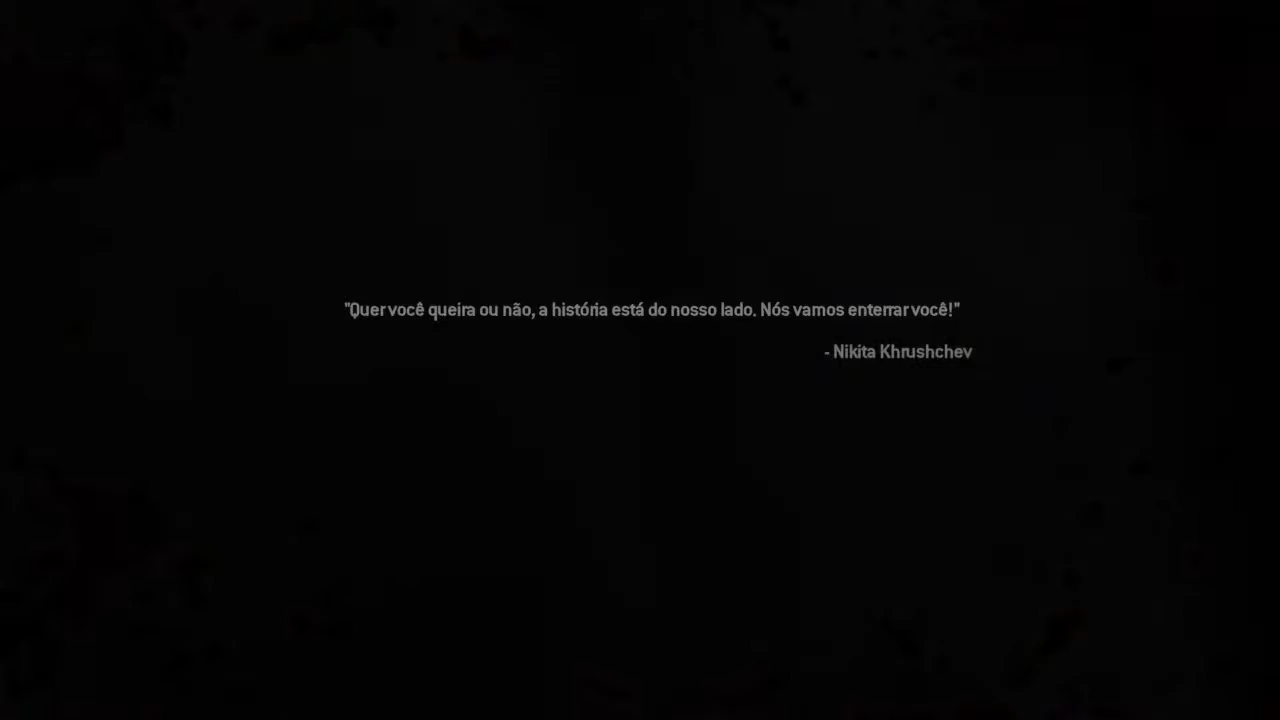 "Quer você queira ou não, a história está do nosso lado. Nós vamos enterrar você!"
- Nikita Khrushchev